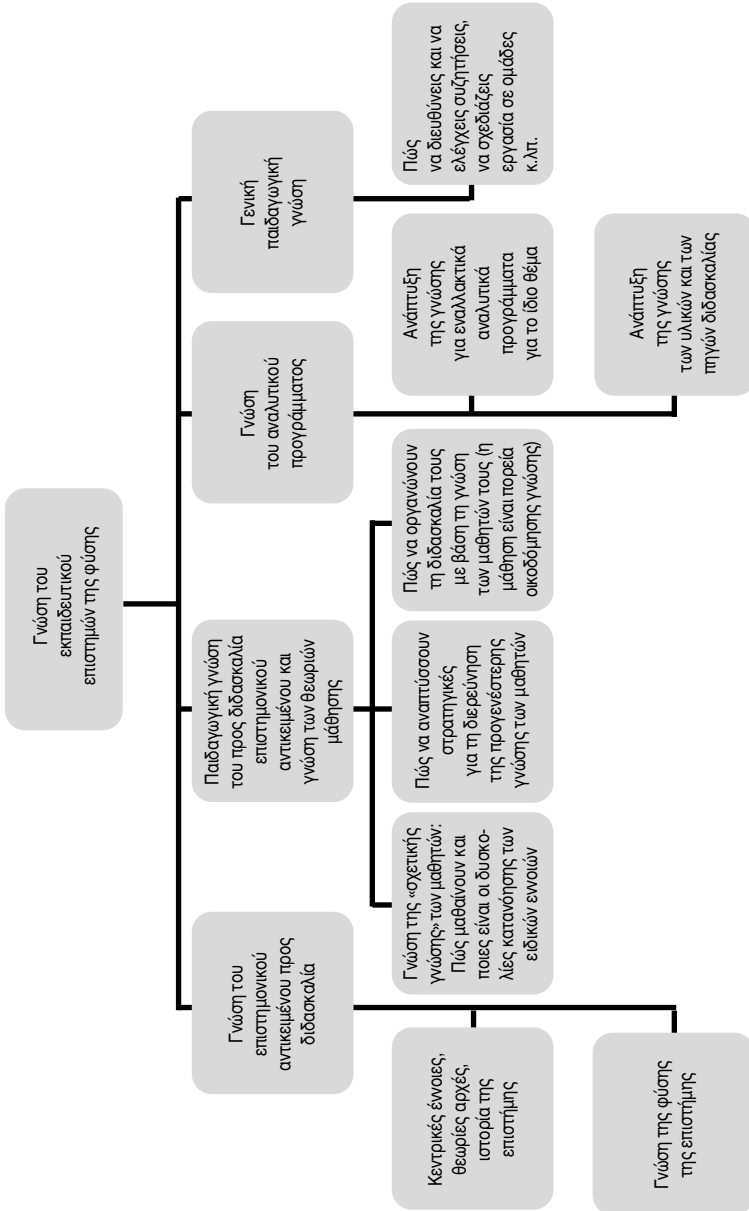 Γνώση του
εκπαιδευτικού
επιστημών της φύσης
Γνώση του
επιστημονικού
αντικειμένου προς
διδασκαλία
Παιδαγωγική γνώση
του προς διδασκαλία
επιστημονικού
αντικειμένου και
γνώση των θεωριών
μάθησης
Γνώση
του αναλυτικού
προγράμματος
Γενική
παιδαγωγική
γνώση
Κεντρικές έννοιες,
θεωρίες αρχές,
ιστορία της
επιστήμης
Γνώση της «σχετικής
γνώσης» των μαθητών:
Πώς μαθαίνουν και
ποιες είναι οι δυσκο-
λίες κατανόησης των
ειδικών εννοιών
Πώς να αναπτύσσουν
στρατηγικές
για τη διερεύνηση
της προγενέστερης
γνώσης των μαθητών
Πώς να οργανώνουν
τη διδασκαλία τους
με βάση τη γνώση
των μαθητών τους (η
μάθηση είναι πορεία
οικοδόμησης γνώσης)
Ανάπτυξη
της γνώσης
για εναλλακτικά
αναλυτικά
προγράμματα
για το ίδιο θέμα
Πώς
να διευθύνεις και να
ελέγχεις συζητήσεις,
να σχεδιάζεις
εργασία σε ομάδες
κ.λπ.
Γνώση της φύσης
της επιστήμης
Ανάπτυξη
της γνώσης
των υλικών και των
πηγών διδασκαλίας